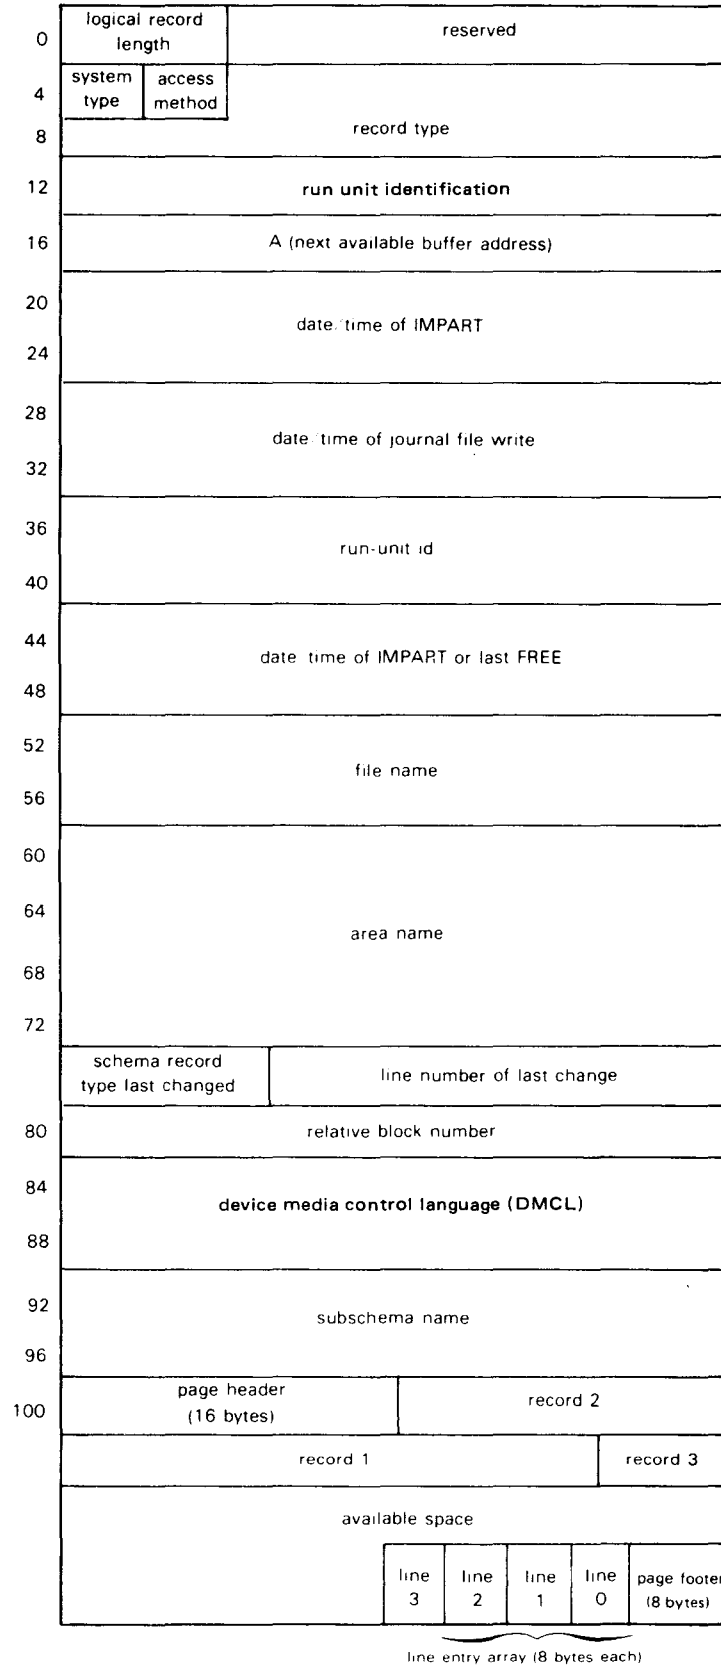 0
logical record
length
reserved
4
system
type
access
method
8
record type
12
run unit identification
16
A (next available buffer address)
20
date/time of IMPART
24
28
date/time of journal file write
32
36
run-unit id
40
44
date time of IMPART or last FREE
48
52
file name
56
60
64
area name
68
72
schema record
type last changed
line number of last change
80
relative block number
84
device media control language (DMCL)
88
92
subschema name
96
100
page header
(16 bytes)
record 2
record 1
record 3
available space
line
3
line
2
line
1
line
0
page footer
(8 bytes)
line entry array (8 bytes each)